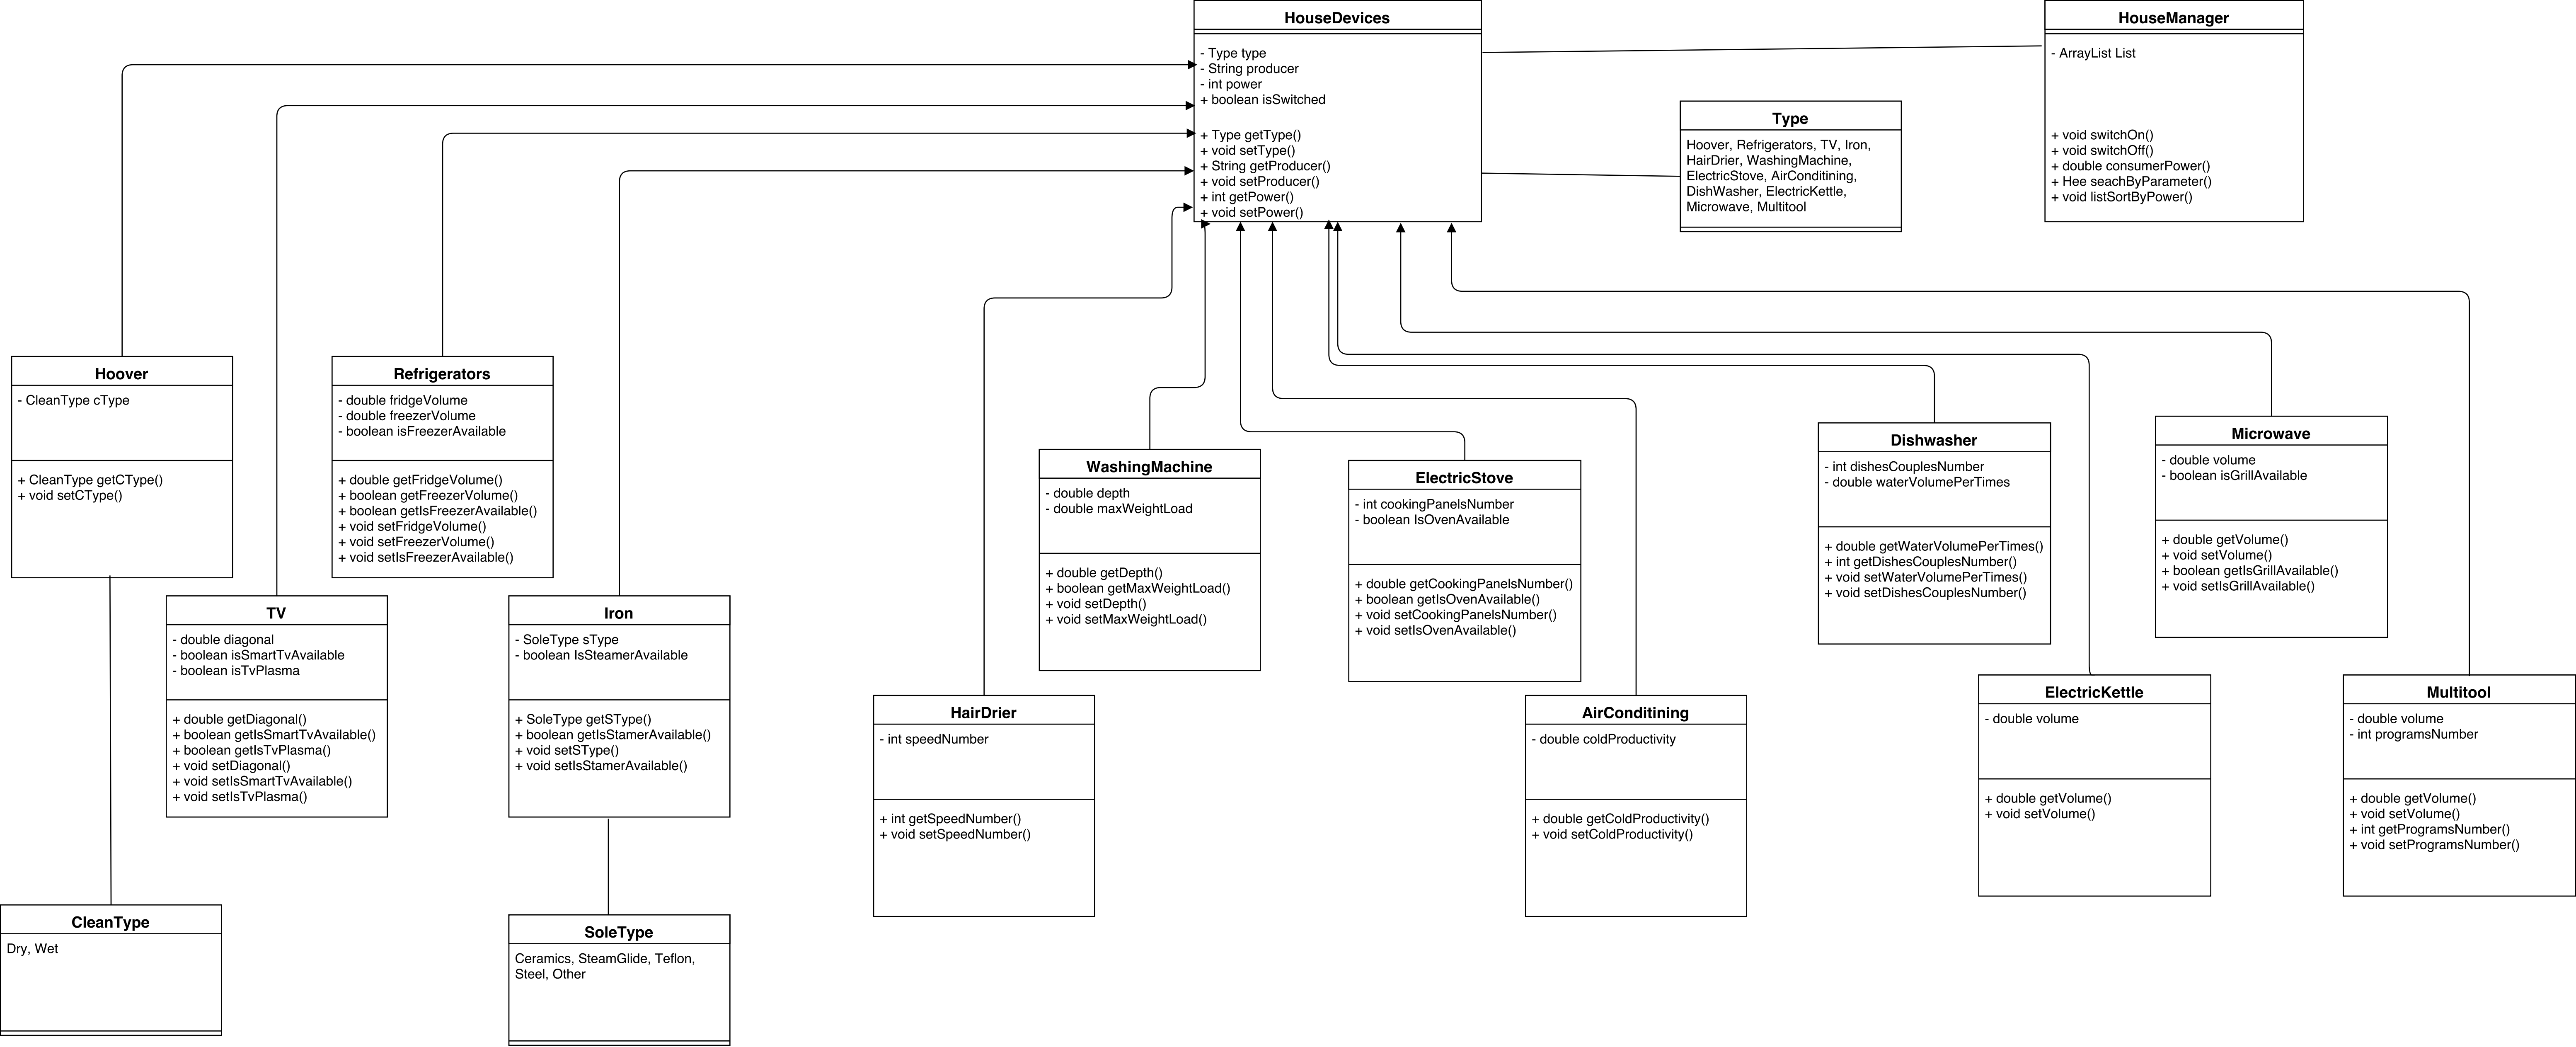 HouseDevices
- Type type
- String producer
- int power
+ boolean isSwitched
+ Type getType()
+ void setType()
+ String getProducer()
+ void setProducer()
+ int getPower()
+ void setPower()
HouseManager
- ArrayList List
+ void switchOn()
+ void switchOff()
+ double consumerPower()
+ Hee seachByParameter()
+ void listSortByPower()
Type
Hoover, Refrigerators, TV, Iron,
HairDrier, WashingMachine,
ElectricStove, AirConditining,
DishWasher, ElectricKettle,
Microwave, Multitool
Hoover
- CleanType cType
+ CleanType getCType()
+ void setCType()
Refrigerators
- double fridgeVolume
- double freezerVolume
- boolean isFreezerAvailable
+ double getFridgeVolume()
+ boolean getFreezerVolume()
+ boolean getIsFreezerAvailable()
+ void setFridgeVolume()
+ void setFreezerVolume()
+ void setIsFreezerAvailable()
WashingMachine
- double depth
- double maxWeightLoad
+ double getDepth()
+ boolean getMaxWeightLoad()
+ void setDepth()
+ void setMaxWeightLoad()
ElectricStove
- int cookingPanelsNumber
- boolean IsOvenAvailable
+ double getCookingPanelsNumber()
+ boolean getIsOvenAvailable()
+ void setCookingPanelsNumber()
+ void setIsOvenAvailable()
Dishwasher
- int dishesCouplesNumber
- double waterVolumePerTimes
+ double getWaterVolumePerTimes()
+ int getDishesCouplesNumber()
+ void setWaterVolumePerTimes()
+ void setDishesCouplesNumber()
Microwave
- double volume
- boolean isGrillAvailable
+ double getVolume()
+ void setVolume()
+ boolean getIsGrillAvailable()
+ void setIsGrillAvailable()
TV
- double diagonal
- boolean isSmartTvAvailable
- boolean isTvPlasma
+ double getDiagonal()
+ boolean getIsSmartTvAvailable()
+ boolean getIsTvPlasma()
+ void setDiagonal()
+ void setIsSmartTvAvailable()
+ void setIsTvPlasma()
Iron
- SoleType sType
- boolean IsSteamerAvailable
+ SoleType getSType()
+ boolean getIsStamerAvailable()
+ void setSType()
+ void setIsStamerAvailable()
HairDrier
- int speedNumber
+ int getSpeedNumber()
+ void setSpeedNumber()
AirConditining
- double coldProductivity
+ double getColdProductivity()
+ void setColdProductivity()
ElectricKettle
- double volume
+ double getVolume()
+ void setVolume()
Multitool
- double volume
- int programsNumber
+ double getVolume()
+ void setVolume()
+ int getProgramsNumber()
+ void setProgramsNumber()
CleanType
Dry, Wet
SoleType
Ceramics, SteamGlide, Teflon,
Steel, Other